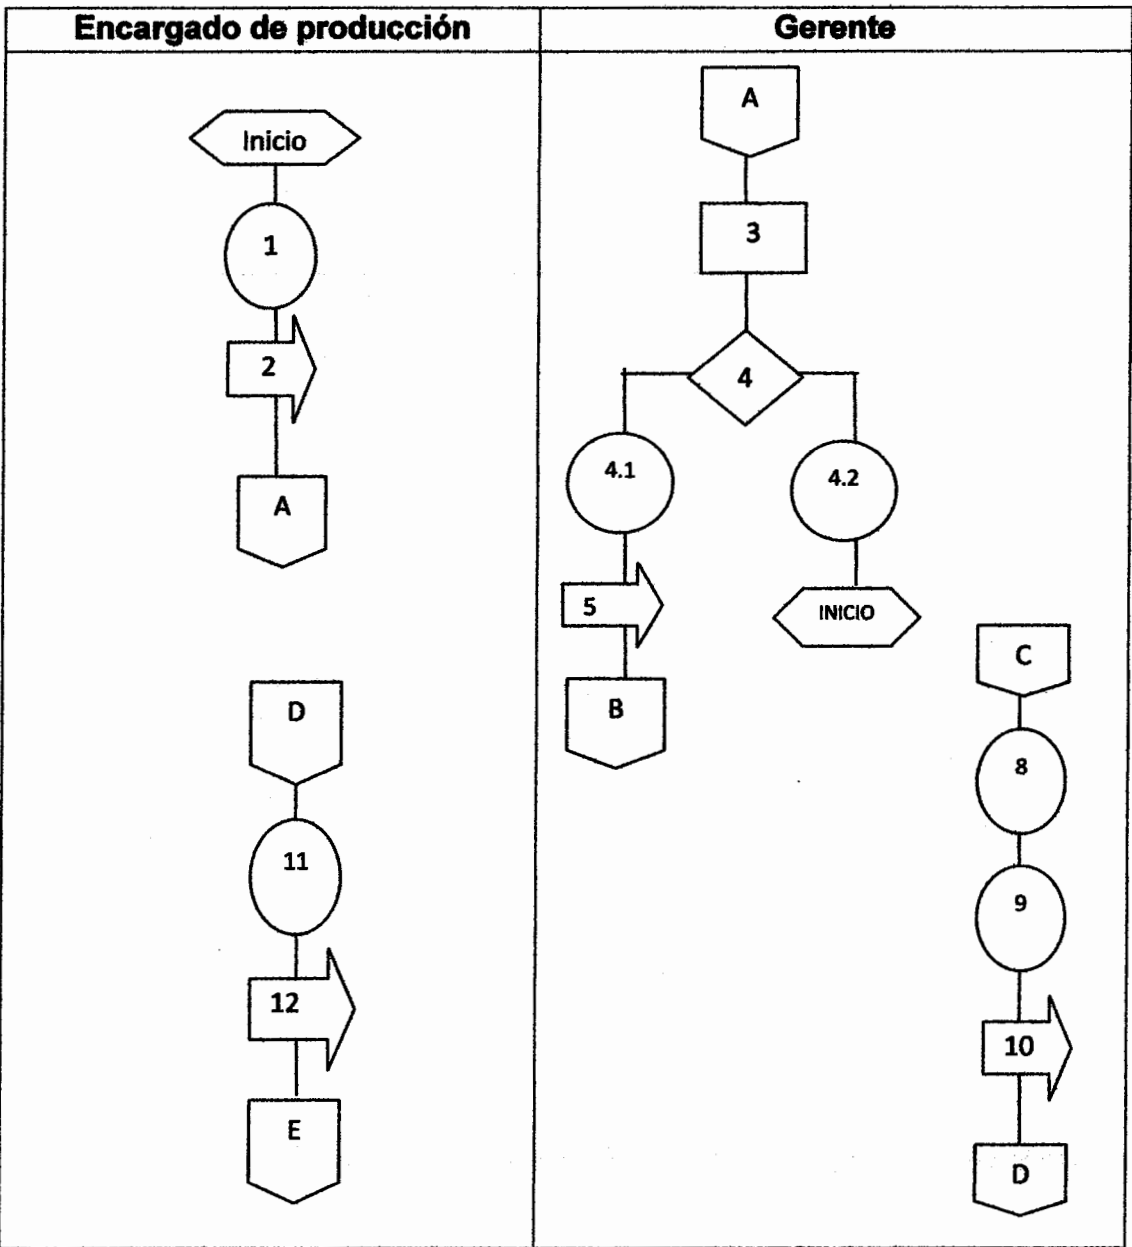 Encargado de producción
Gerente
Inicio
1
2
A
D
11
12
E
A
3
4
4.1
4.2
5
INICIO
B
C
8
9
10
D